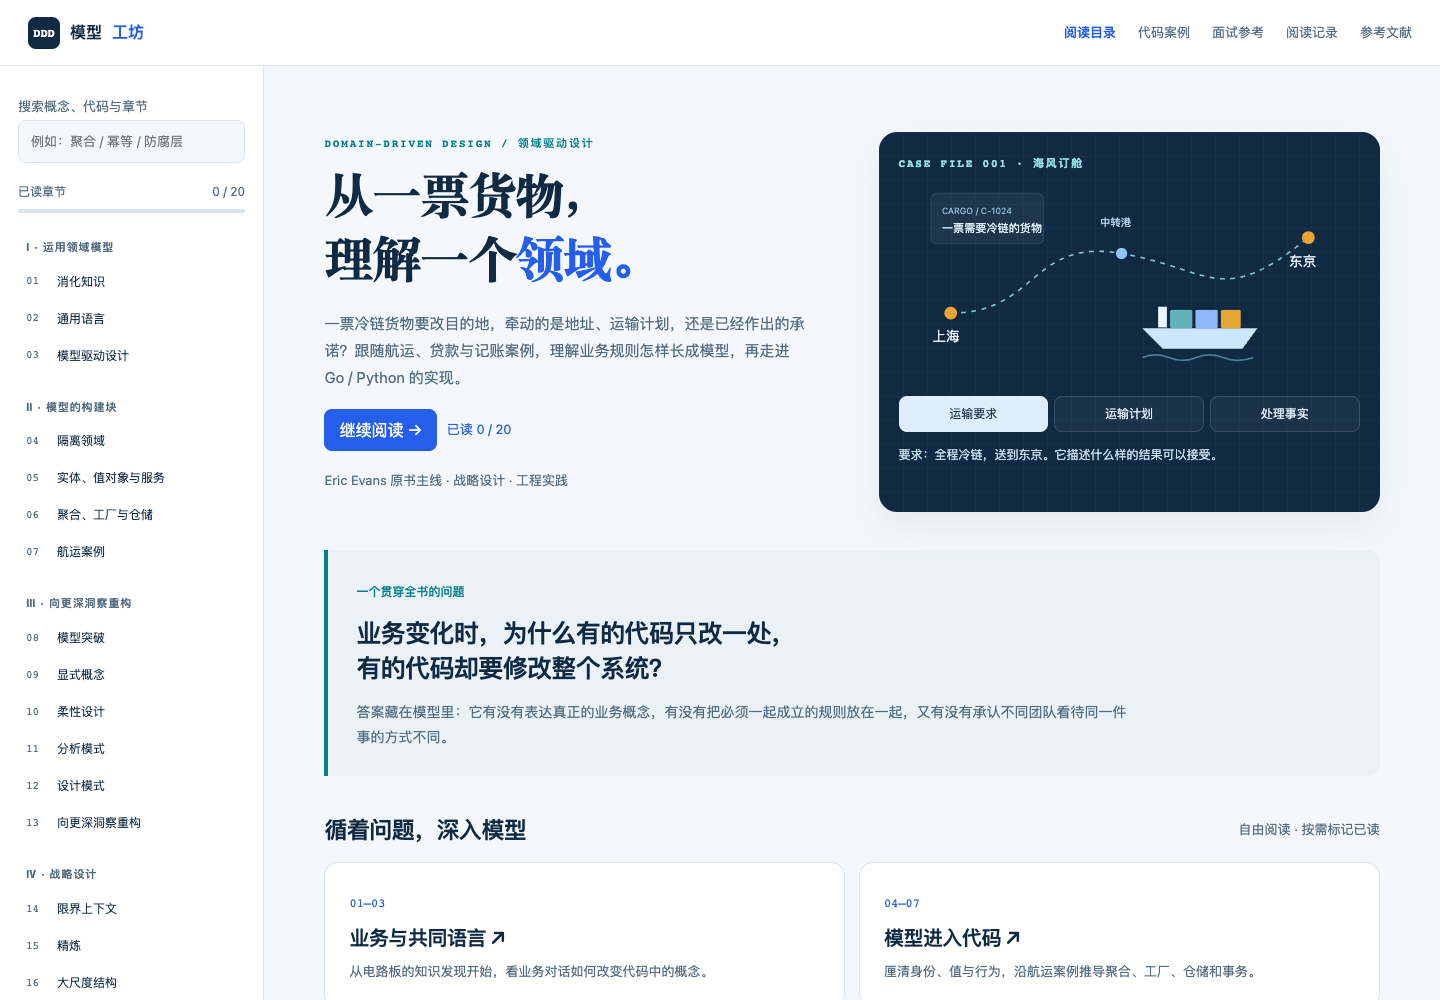 DDD 模型 工坊
阅读目录 代码案例 面试参考 阅读记录 参考文献
搜索概念、代码与章节
例如：聚合 / 幂等 / 防腐层
已读章节 0 / 20
I · 运用领域模型
01 消化知识
02 通用语言
03 模型驱动设计
II · 模型的构建块
04 隔离领域
05 实体、值对象与服务
06 聚合、工厂与仓储
07 航运案例
III · 向更深洞察重构
08 模型突破
09 显式概念
10 柔性设计
11 分析模式
12 设计模式
13 向更深洞察重构
IV · 战略设计
14 限界上下文
15 精炼
16 大尺度结构
DOMAIN-DRIVEN DESIGN / 领域驱动设计
从一票货物，
理解一个领域。
一票冷链货物要改目的地，牵动的是地址、运输计划，还是已经作出的承
诺？跟随航运、贷款与记账案例，理解业务规则怎样长成模型，再走进
Go / Python 的实现。
继续阅读 → 已读 0 / 20
Eric Evans 原书主线 · 战略设计 · 工程实践
CASE FILE 001 · 海风订舱
CARGO / C-1024
一票需要冷链的货物
中转港
东京
上海
运输要求 运输计划 处理事实
要求：全程冷链，送到东京。它描述什么样的结果可以接受。
一个贯穿全书的问题
业务变化时，为什么有的代码只改一处，
有的代码却要修改整个系统？
答案藏在模型里：它有没有表达真正的业务概念，有没有把必须一起成立的规则放在一起，又有没有承认不同团队看待同一件
事的方式不同。
循着问题，深入模型
自由阅读 · 按需标记已读
01—03
业务与共同语言 ↗
从电路板的知识发现开始，看业务对话如何改变代码中的概念。
04—07
模型进入代码 ↗
厘清身份、值与行为，沿航运案例推导聚合、工厂、仓储和事务。